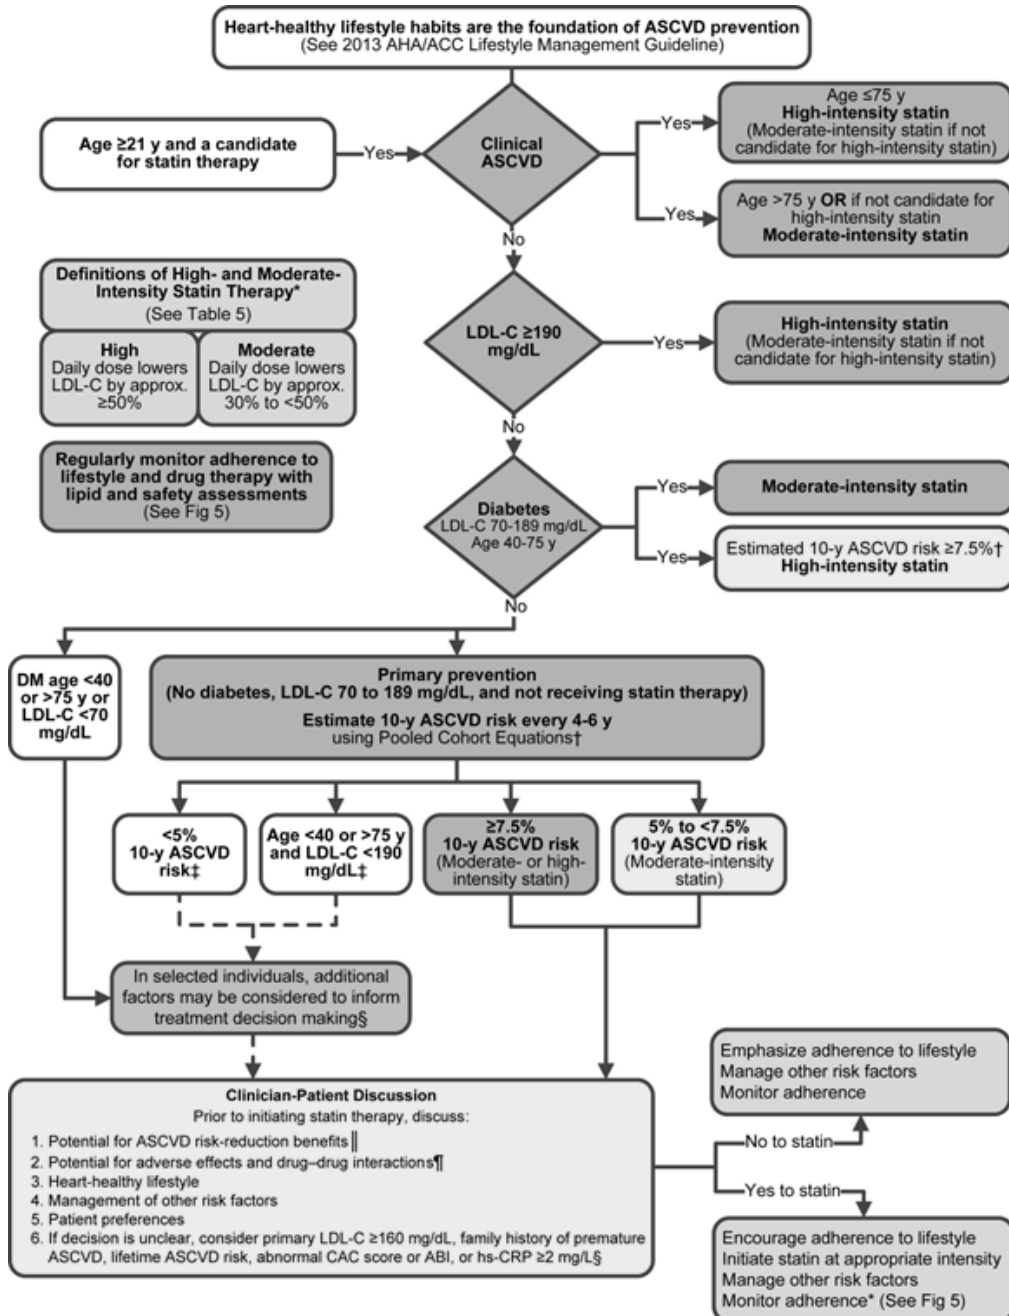 Heart-healthy lifestyle habits are the foundation of ASCVD prevention
(See 2013 AHA/ACC Lifestyle Management Guideline)
Age ≥21 y and a candidate
for statin therapy
Yes
Clinical
ASCVD
Yes
Age ≤75 y
High-intensity statin
(Moderate-intensity statin if not
candidate for high-intensity statin)
Yes
Age >75 y OR if not candidate for
high-intensity statin
Moderate-intensity statin
No
Definitions of High- and Moderate-
Intensity Statin Therapy*
(See Table 5)
High
Daily dose lowers
LDL-C by approx.
≥50%
Moderate
Daily dose lowers
LDL-C by approx.
30% to <50%
LDL-C ≥190
mg/dL
Yes
High-intensity statin
(Moderate-intensity statin if not
candidate for high-intensity statin)
No
Regularly monitor adherence to
lifestyle and drug therapy with
lipid and safety assessments
(See Fig 5)
Diabetes
LDL-C 70-189 mg/dL
Age 40-75 y
Yes
Moderate-intensity statin
Yes
Estimated 10-y ASCVD risk ≥7.5%†
High-intensity statin
No
DM age <40
or >75 y or
LDL-C <70
mg/dL
Primary prevention
(No diabetes, LDL-C 70 to 189 mg/dL, and not receiving statin therapy)
Estimate 10-y ASCVD risk every 4-6 y
using Pooled Cohort Equations†
<5%
10-y ASCVD
risk‡
Age <40 or >75 y
and LDL-C <190
mg/dL‡
≥7.5%
10-y ASCVD risk
(Moderate- or high-
intensity statin)
5% to <7.5%
10-y ASCVD risk
(Moderate-intensity
statin)
In selected individuals, additional
factors may be considered to inform
treatment decision making§
Clinician-Patient Discussion
Prior to initiating statin therapy, discuss:
1. Potential for ASCVD risk-reduction benefits‖
2. Potential for adverse effects and drug–drug interactions¶
3. Heart-healthy lifestyle
4. Management of other risk factors
5. Patient preferences
6. If decision is unclear, consider primary LDL-C ≥160 mg/dL, family history of premature
ASCVD, lifetime ASCVD risk, abnormal CAC score or ABI, or hs-CRP ≥2 mg/L§
Emphasize adherence to lifestyle
Manage other risk factors
Monitor adherence
No to statin
Yes to statin
Encourage adherence to lifestyle
Initiate statin at appropriate intensity
Manage other risk factors
Monitor adherence* (See Fig 5)